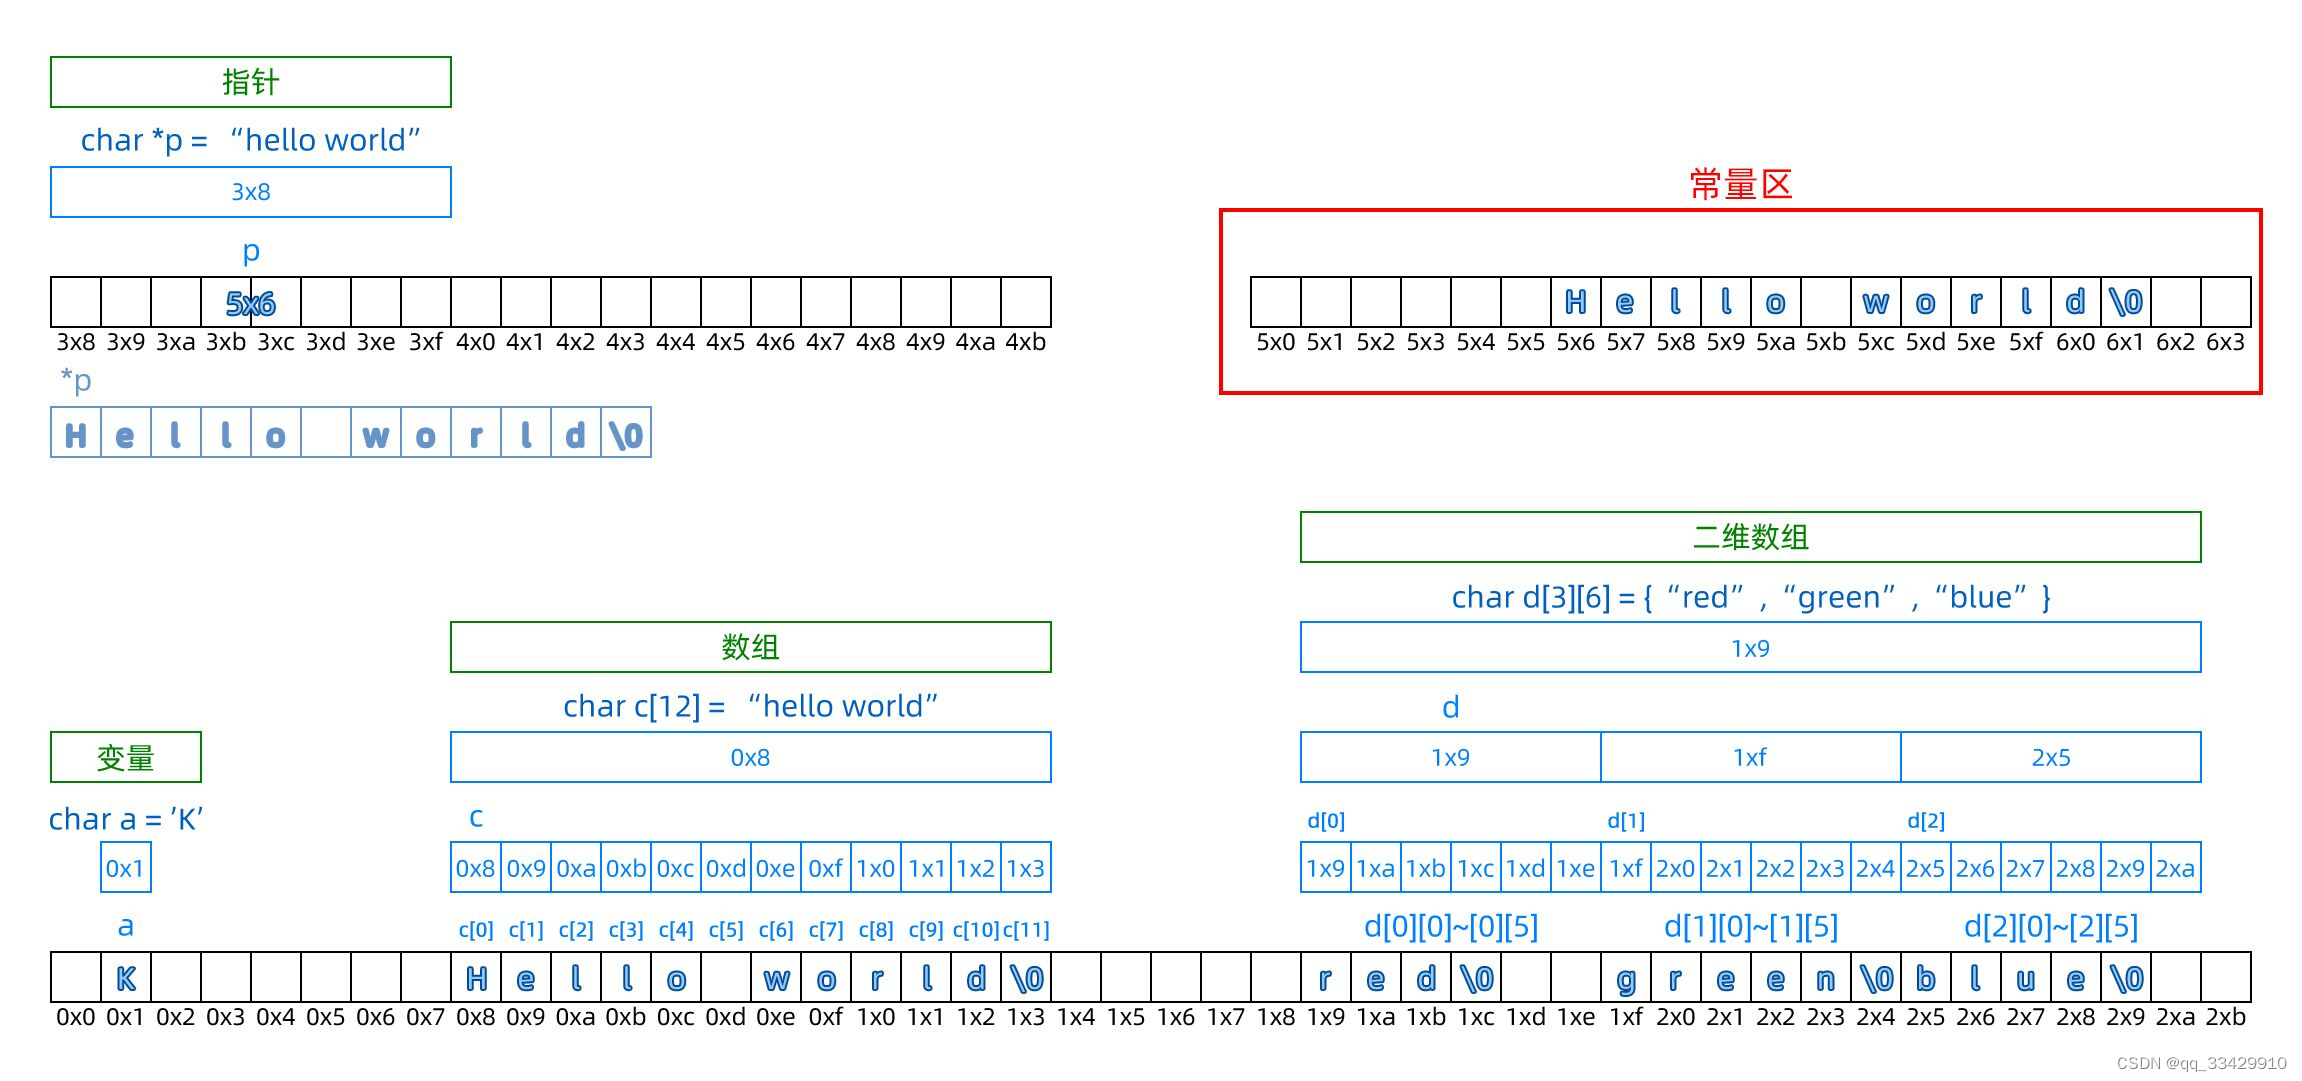 指针
char *p = “hello world”
3x8
常量区
p
5x6
H e l l o w o r l d \0
3x8 3x9 3xa 3xb 3xc 3xd 3xe 3xf 4x0 4x1 4x2 4x3 4x4 4x5 4x6 4x7 4x8 4x9 4xa 4xb
5x0 5x1 5x2 5x3 5x4 5x5 5x6 5x7 5x8 5x9 5xa 5xb 5xc 5xd 5xe 5xf 6x0 6x1 6x2 6x3
*p
H e l l o w o r l d \0
二维数组
char d[3][6] = { “red” , “green” , “blue” }
数组
1x9
char c[12] = “hello world”
d
变量
0x8
1x9 1xf 2x5
char a = ’K’
c
d[0] d[1] d[2]
0x1
0x8 0x9 0xa 0xb 0xc 0xd 0xe 0xf 1x0 1x1 1x2 1x3
1x9 1xa 1xb 1xc 1xd 1xe 1xf 2x0 2x1 2x2 2x3 2x4 2x5 2x6 2x7 2x8 2x9 2xa
a
c[0] c[1] c[2] c[3] c[4] c[5] c[6] c[7] c[8] c[9] c[10] c[11]
d[0][0]~[0][5] d[1][0]~[1][5] d[2][0]~[2][5]
K H e l l o w o r l d \0 r e d \0 g r e e n \0 b l u e \0
0x0 0x1 0x2 0x3 0x4 0x5 0x6 0x7 0x8 0x9 0xa 0xb 0xc 0xd 0xe 0xf 1x0 1x1 1x2 1x3 1x4 1x5 1x6 1x7 1x8 1x9 1xa 1xb 1xc 1xd 1xe 1xf 2x0 2x1 2x2 2x3 2x4 2x5 2x6 2x7 2x8 2x9 2xa 2xb
CSDN @qq_33429910